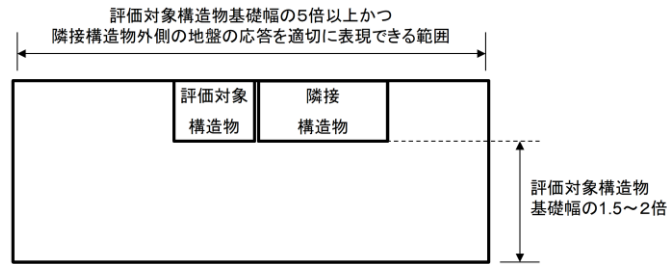 評価対象構造物基礎幅の5倍以上かつ
隣接構造物外側の地盤の応答を適切に表現できる範囲
評価対象
構造物
隣接
構造物
評価対象構造物
基礎幅の1.5～2倍